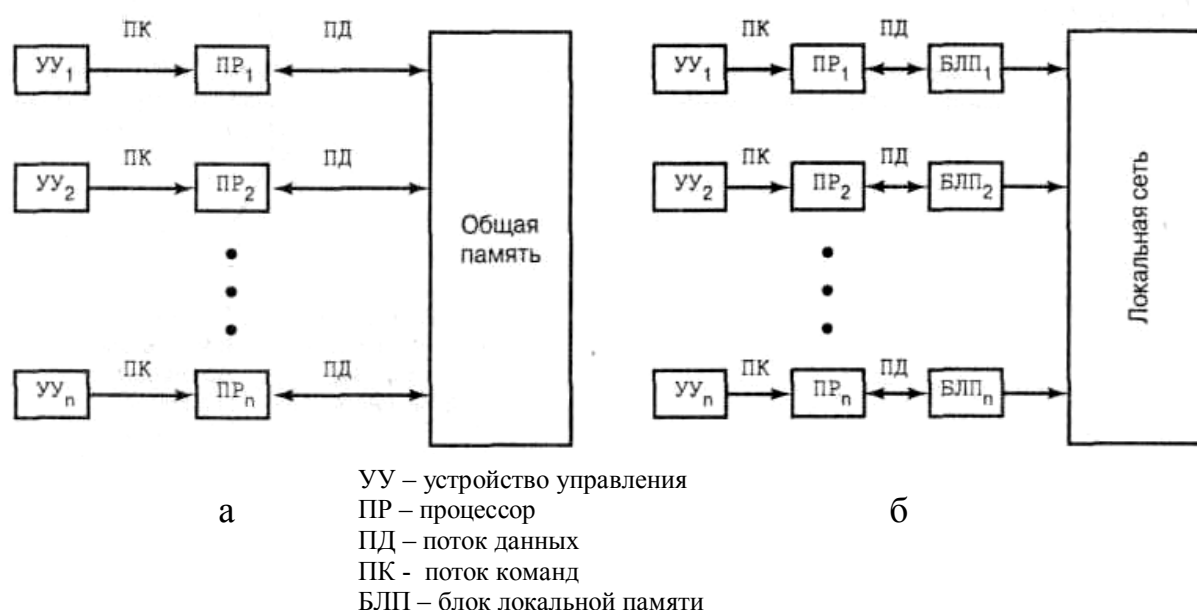 ПК ПД ПК ПД
УУ1 ПР1 УУ1 ПР1 БЛП1
ПК ПД ПК ПД
УУ2 ПР2 УУ2 ПР2 БЛП2
Общая
память
Локальная сеть
ПК ПД ПК ПД
УУn ПРn УУn ПРn БЛПn
УУ – устройство управления
а б
ПР – процессор
ПД – поток данных
ПК - поток команд
БЛП – блок локальной памяти